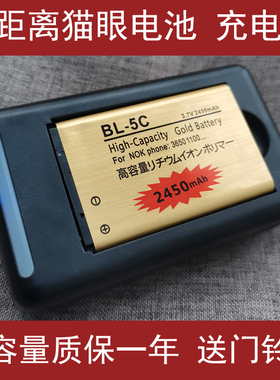 距离猫眼电池 充电
BL-5C
3.7V 2450mAh
High-Capacity Gold Battery
For NOK phone: 3650 1100...
高容量リチウムイオンポリマー
2450mAh
容量质保一年 送门铃